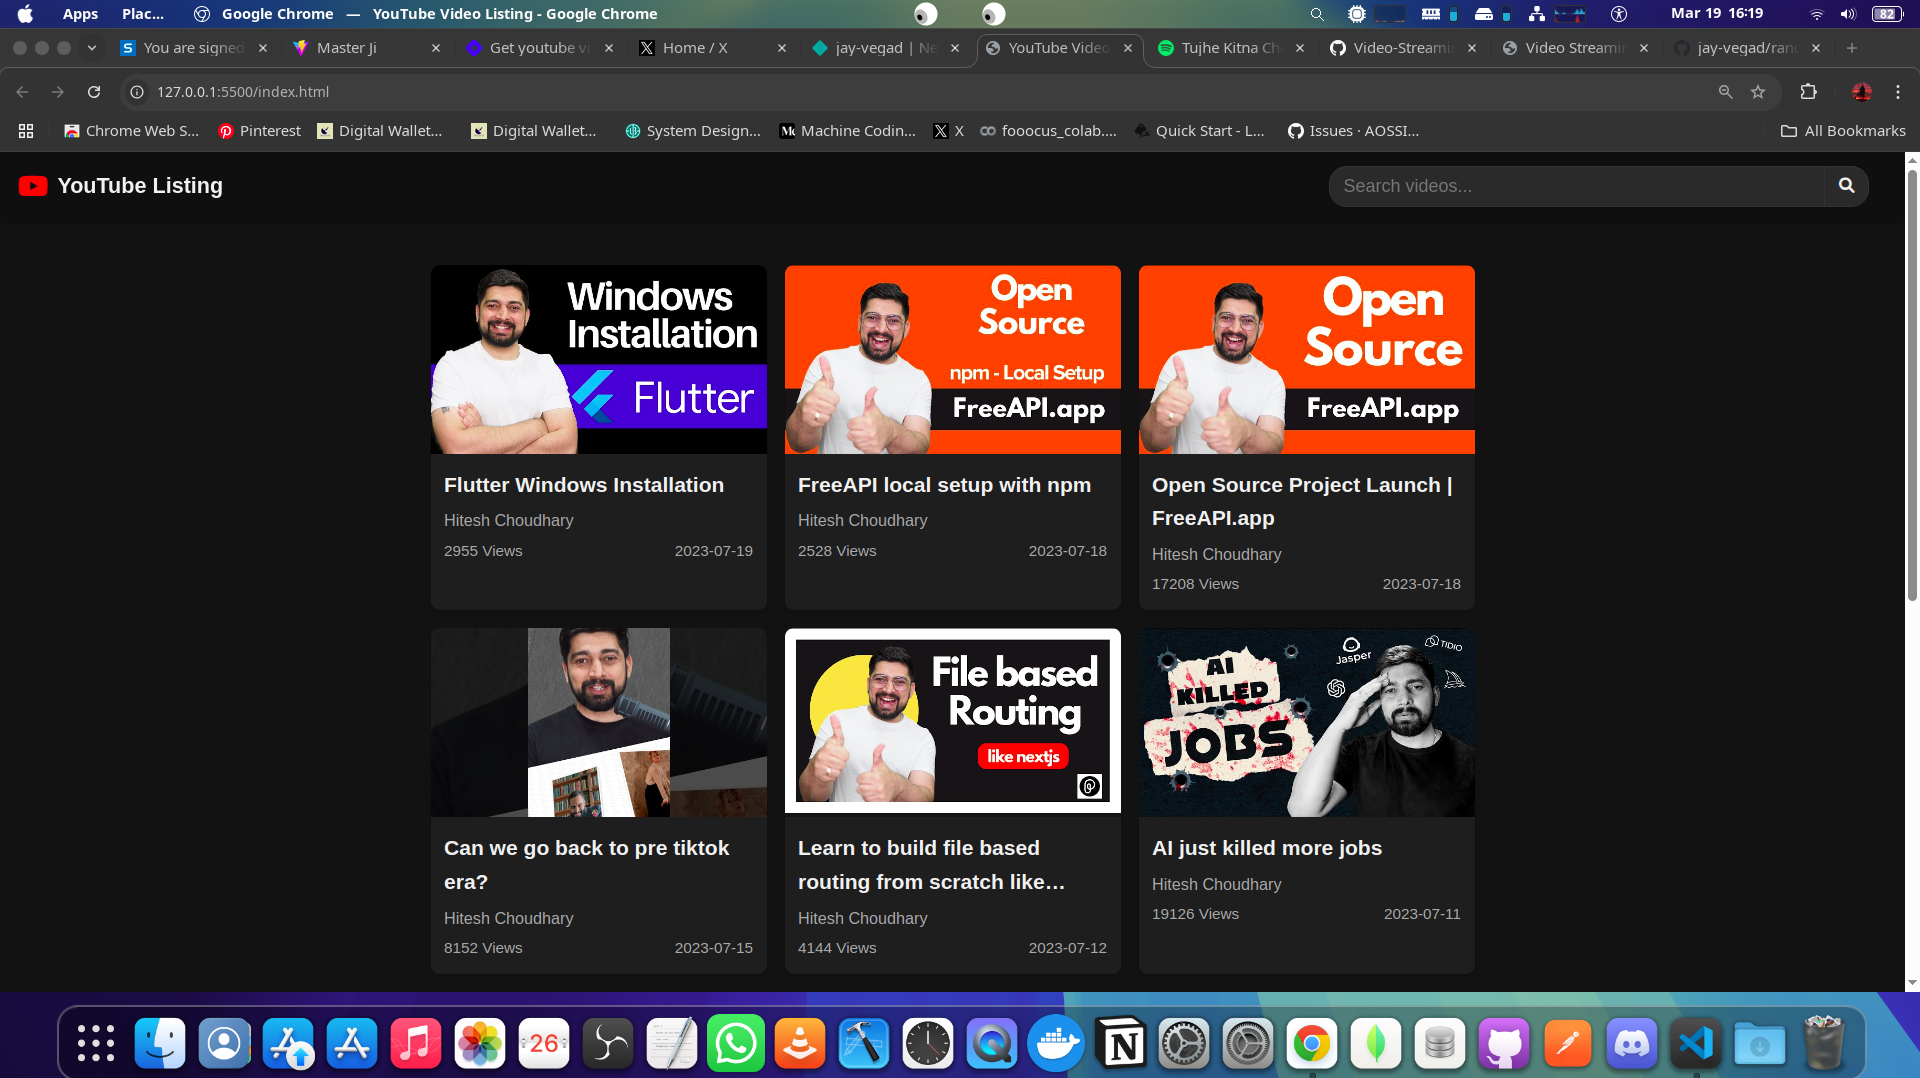 Apps Plac... Google Chrome — YouTube Video Listing - Google Chrome Mar 19 16:19 82
You are signed Master Ji Get youtube vi Home / X jay-vegad | Ne YouTube Video Tujhe Kitna Ch Video-Streami Video Streamin jay-vegad/ran
127.0.0.1:5500/index.html
Chrome Web S... Pinterest Digital Wallet... Digital Wallet... System Design... Machine Codin... X fooocus_colab.... Quick Start - L... Issues · AOSSI... All Bookmarks
YouTube Listing Search videos...
Windows
Installation
Flutter
Open
Source
npm - Local Setup
FreeAPI.app
Open
Source
FreeAPI.app
Flutter Windows Installation
Hitesh Choudhary
2955 Views 2023-07-19
FreeAPI local setup with npm
Hitesh Choudhary
2528 Views 2023-07-18
Open Source Project Launch |
FreeAPI.app
Hitesh Choudhary
17208 Views 2023-07-18
File based
Routing
like nextjs
AI
KILLED
JOBS
Jasper
TIDIO
Can we go back to pre tiktok
era?
Hitesh Choudhary
8152 Views 2023-07-15
Learn to build file based
routing from scratch like...
Hitesh Choudhary
4144 Views 2023-07-12
AI just killed more jobs
Hitesh Choudhary
19126 Views 2023-07-11
26